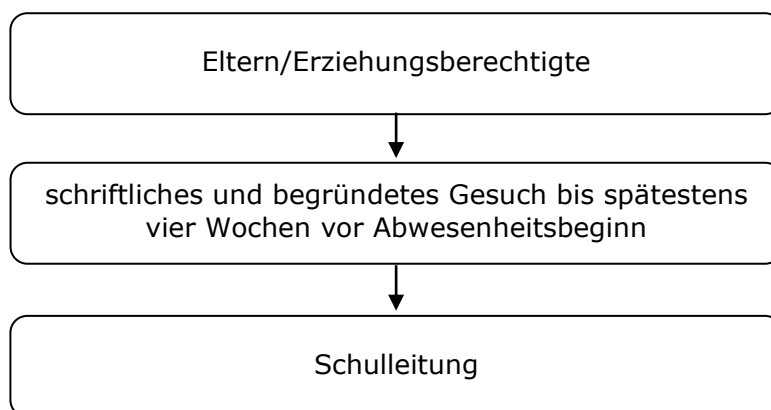 Eltern/Erziehungsberechtigte
schriftliches und begründetes Gesuch bis spätestens
vier Wochen vor Abwesenheitsbeginn
Schulleitung